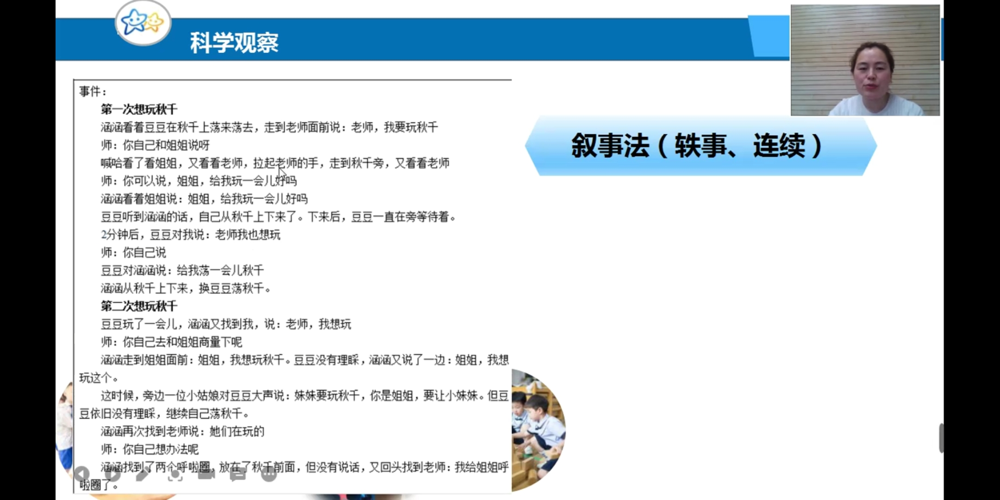 科学观察
事件：
第一次想玩秋千
涵涵看着豆豆在秋千上荡来荡去，走到老师面前说：老师，我要玩秋千
师：你自己和姐姐说呀
喊哈看了看姐姐，又看看老师，拉起老师的手，走到秋千旁，又看看老师
师：你可以说，姐姐，给我玩一会儿好吗
涵涵看着姐姐说：姐姐，给我玩一会儿好吗
豆豆听到涵涵的话，自己从秋千上下来了。下来后，豆豆一直在旁等待着。
2分钟后，豆豆对我说：老师我也想玩
师：你自己说
豆豆对涵涵说：给我荡一会儿秋千
涵涵从秋千上下来，换豆豆荡秋千。
第二次想玩秋千
豆豆玩了一会儿，涵涵又找到我，说：老师，我想玩
师：你自己去和姐姐商量下呢
涵涵走到姐姐面前：姐姐，我想玩秋千。豆豆没有理睬，涵涵又说了一边：姐姐，我想
玩这个。
这时候，旁边一位小姑娘对豆豆大声说：妹妹要玩秋千，你是姐姐，要让小妹妹。但豆
豆依旧没有理睬，继续自己荡秋千。
涵涵再次找到老师说：她们在玩的
师：你自己想办法呢
涵涵找到了两个呼啦圈，放在了秋千前面，但没有说话，又回头找到老师：我给姐姐呼
啦圈了。
叙事法（轶事、连续）